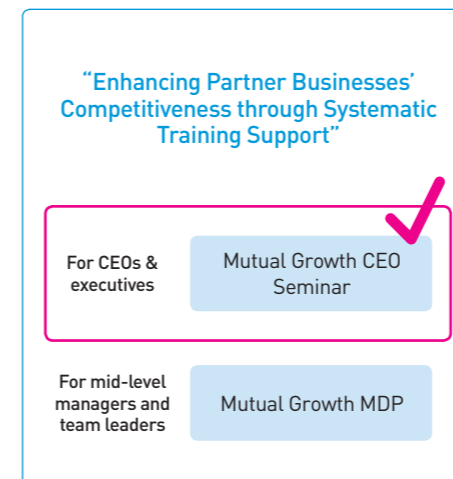 “Enhancing Partner Businesses’
Competitiveness through Systematic
Training Support”
For CEOs &
executives
Mutual Growth CEO
Seminar
For mid-level
managers and
team leaders
Mutual Growth MDP